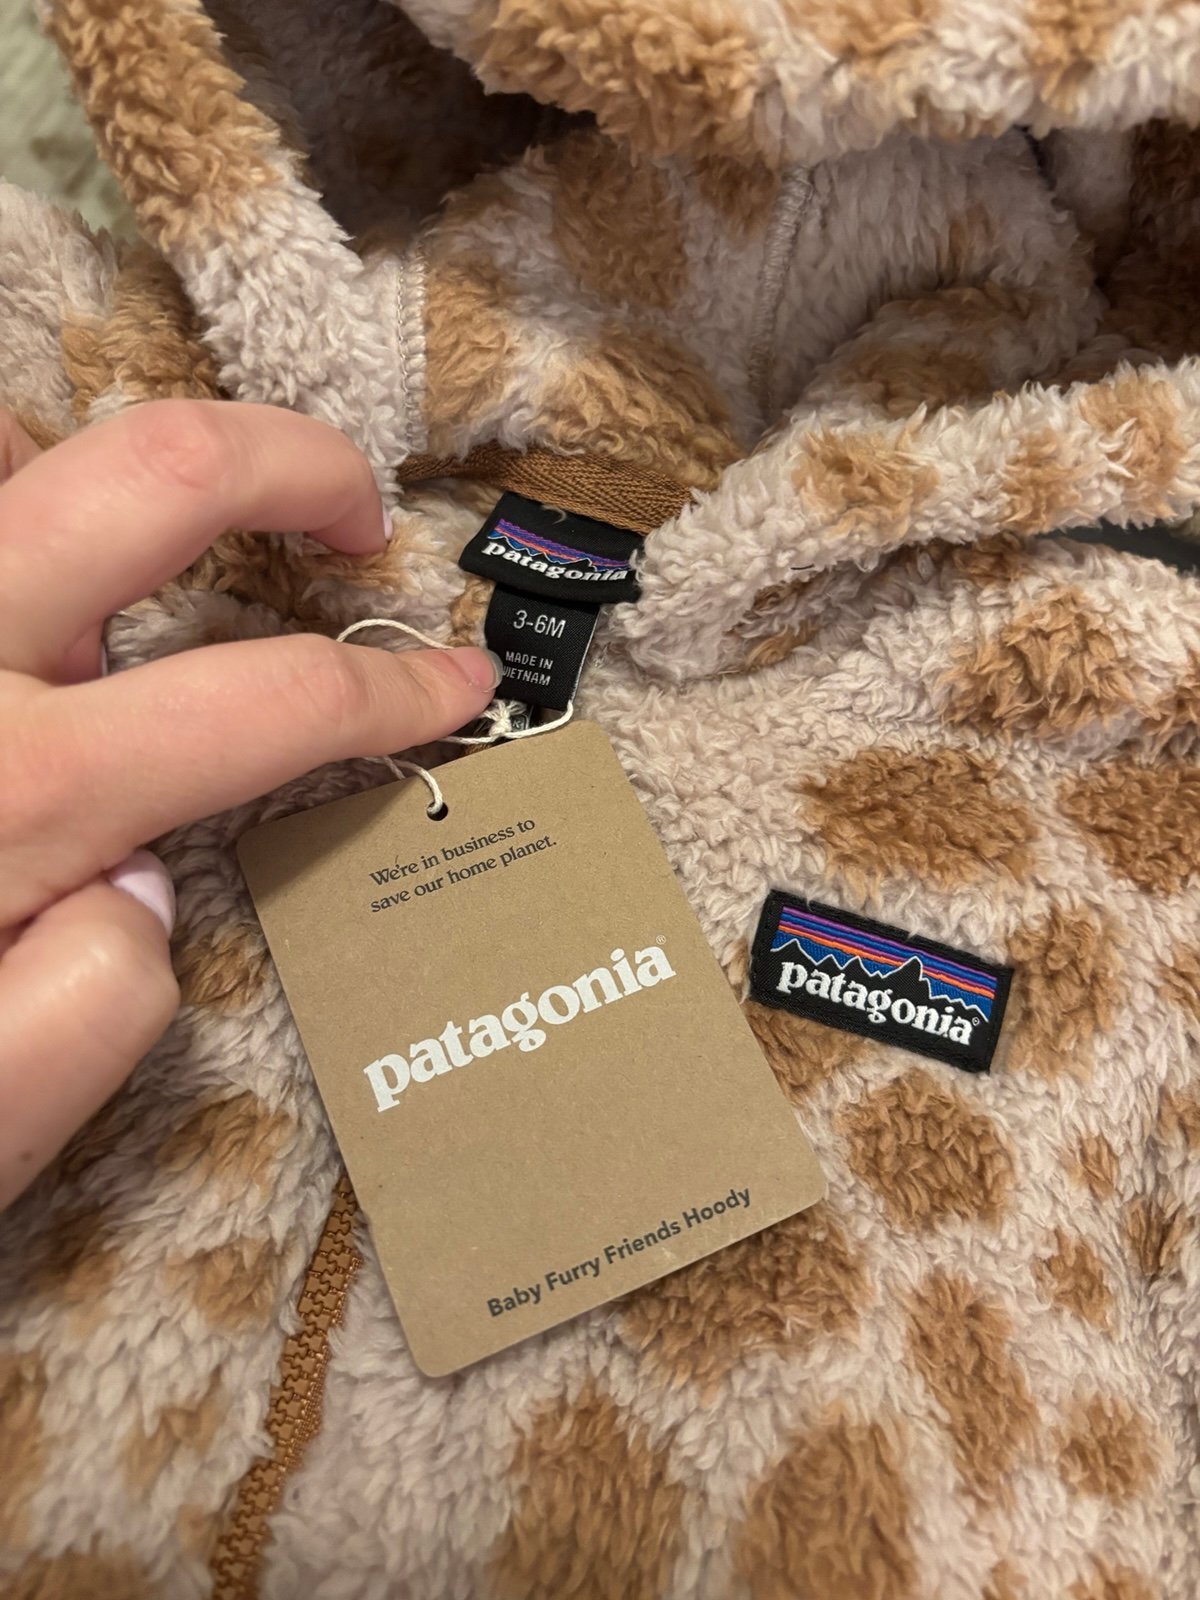 patagonia
3-6M
MADE IN
VIETNAM
We're in business to
save our home planet.
patagonia®
Baby Furry Friends Hoody
patagonia®